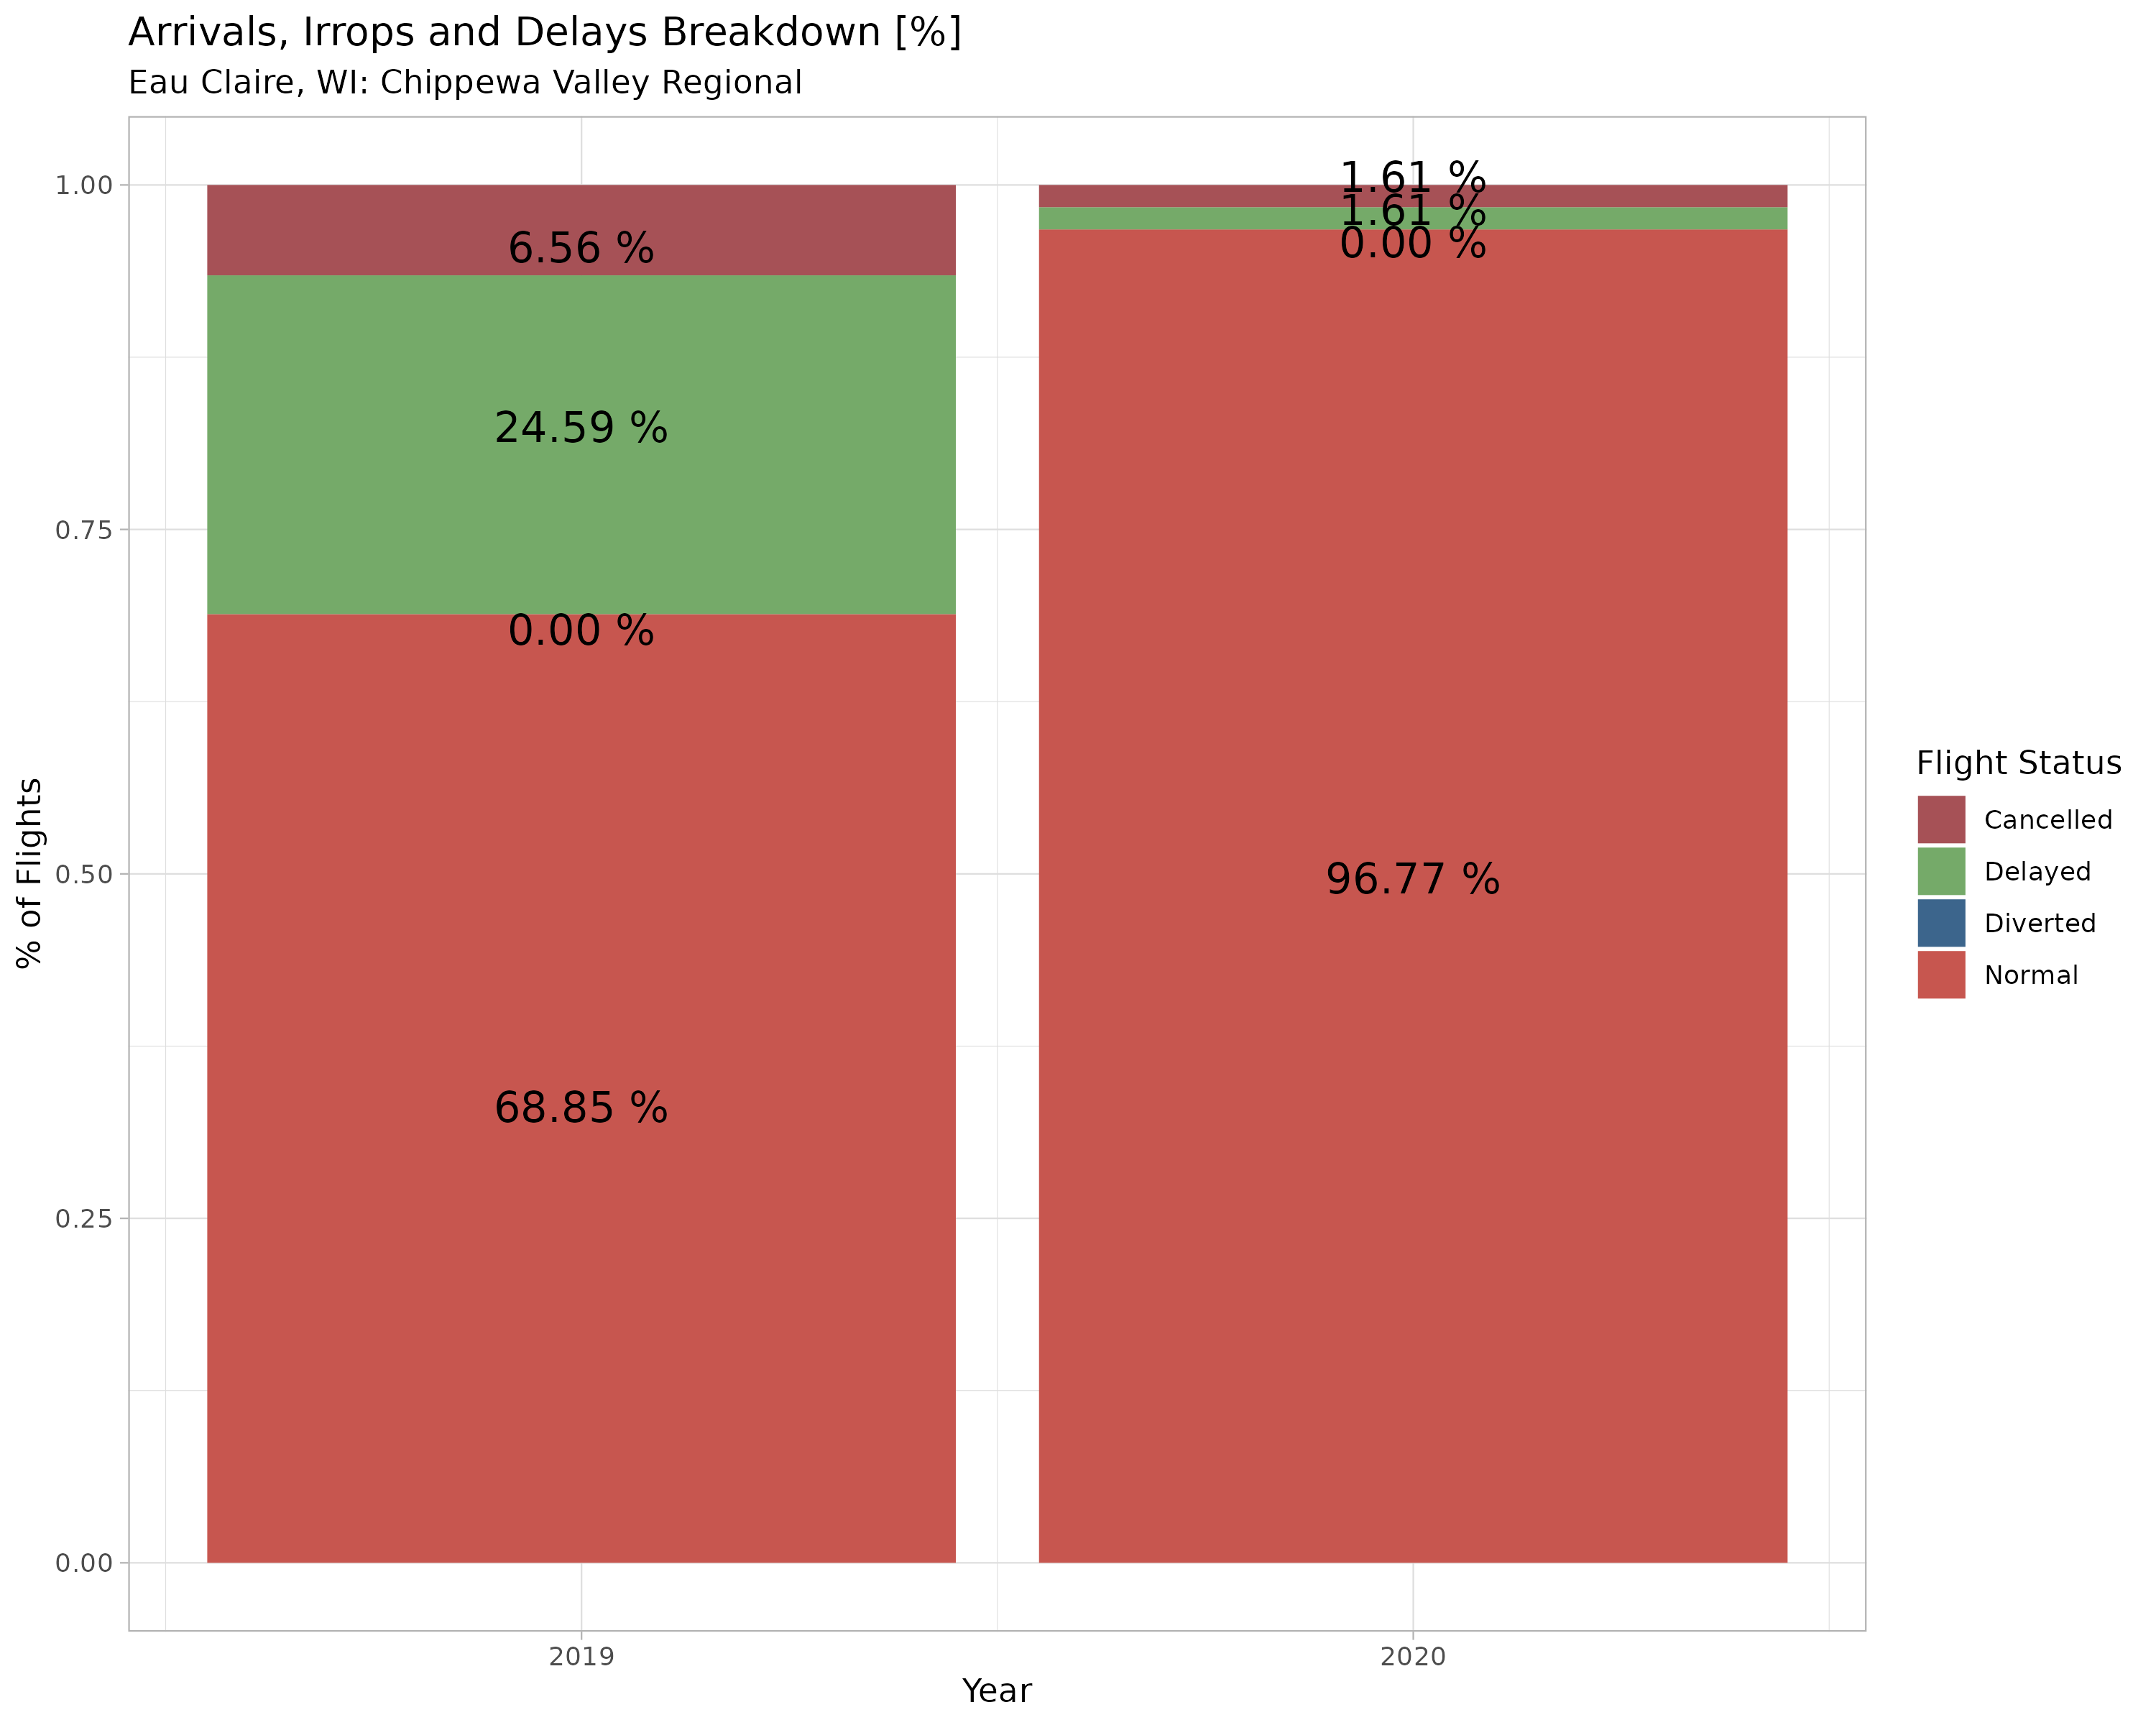 Arrivals, Irrops and Delays Breakdown [%]
Eau Claire, WI: Chippewa Valley Regional
% of Flights
1.00
0.75
0.50
0.25
0.00
6.56 %
24.59 %
0.00 %
68.85 %
1.61 %
1.61 %
0.00 %
96.77 %
2019
2020
Year
Flight Status
Cancelled
Delayed
Diverted
Normal